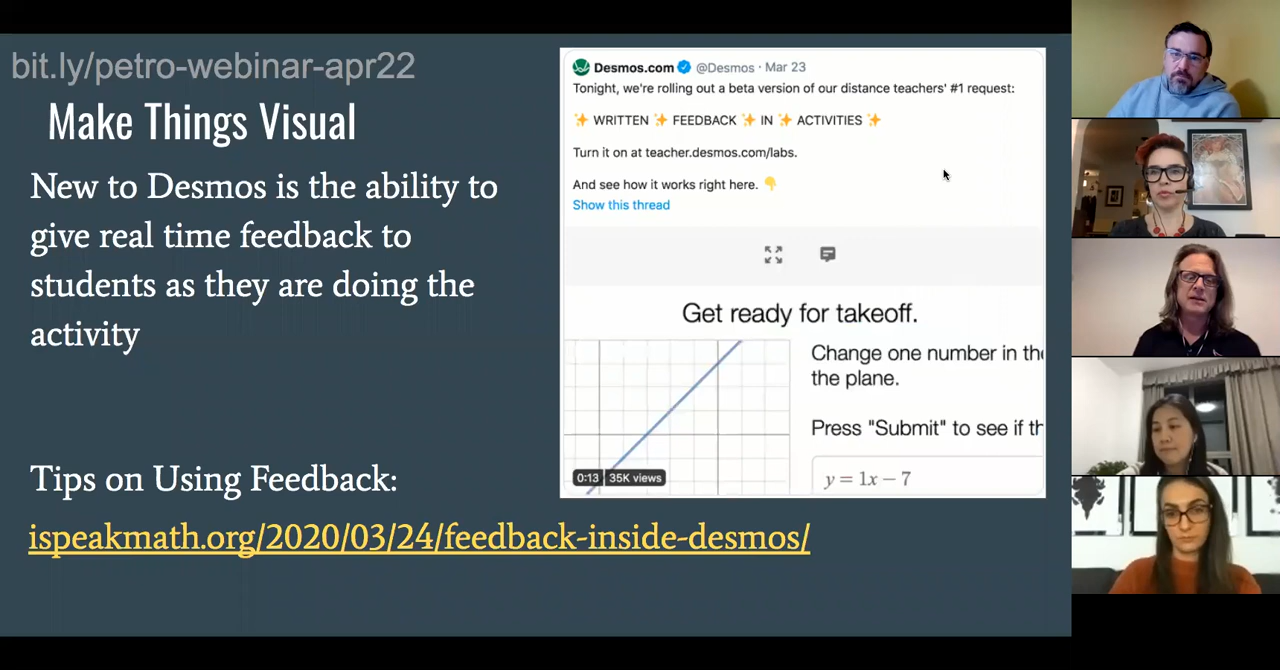 bit.ly/petro-webinar-apr22
Make Things Visual
New to Desmos is the ability to
give real time feedback to
students as they are doing the
activity
Tips on Using Feedback:
ispeakmath.org/2020/03/24/feedback-inside-desmos/
Desmos.com @Desmos · Mar 23
Tonight, we're rolling out a beta version of our distance teachers' #1 request:
✨ WRITTEN ✨ FEEDBACK ✨ IN ✨ ACTIVITIES ✨
Turn it on at teacher.desmos.com/labs.
And see how it works right here. 👇
Show this thread
Get ready for takeoff.
Change one number in the
the plane.
Press "Submit" to see if th
y = 1x − 7
0:13 35K views